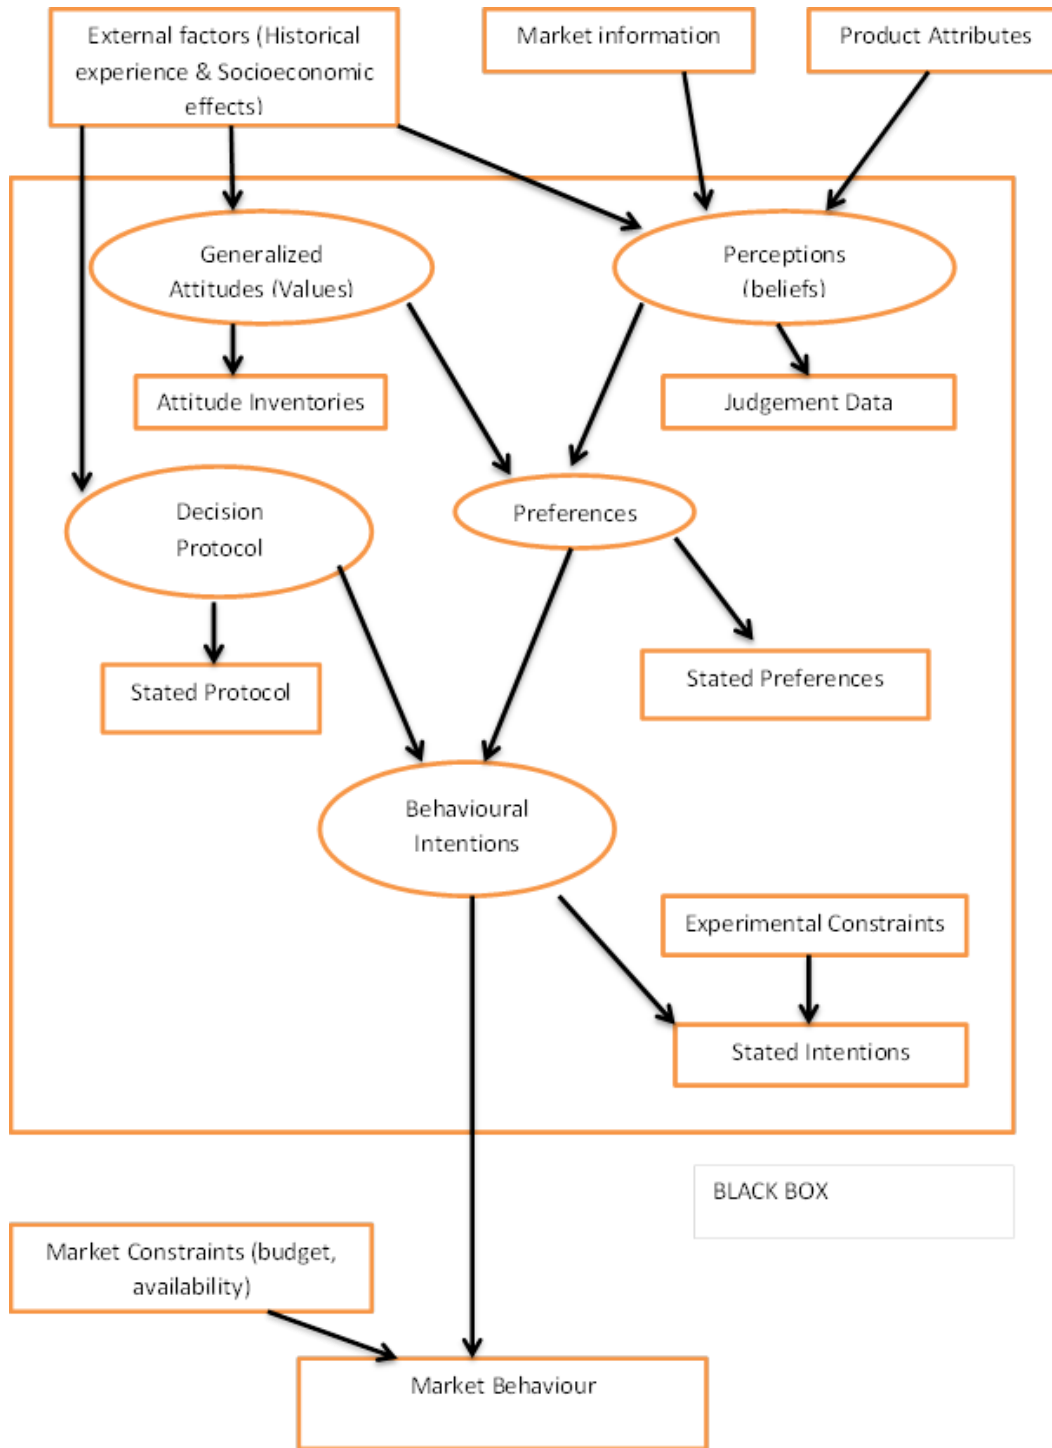 External factors (Historical
experience & Socioeconomic
effects)
Market information
Product Attributes
Generalized
Attitudes (Values)
Perceptions
(beliefs)
Attitude Inventories
Judgement Data
Decision
Protocol
Preferences
Stated Protocol
Stated Preferences
Behavioural
Intentions
Experimental Constraints
Stated Intentions
BLACK BOX
Market Constraints (budget,
availability)
Market Behaviour